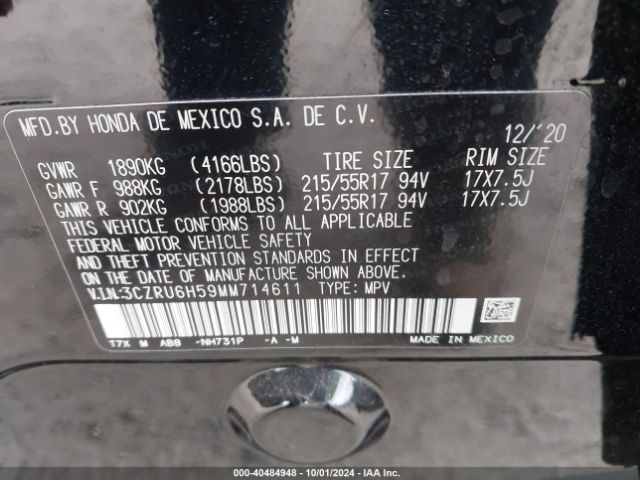 MFD.BY HONDA DE MEXICO S.A. DE C.V.
12/'20
GVWR 1890KG (4166LBS) TIRE SIZE RIM SIZE
GAWR F 988KG (2178LBS) 215/55R17 94V 17X7.5J
GAWR R 902KG (1988LBS) 215/55R17 94V 17X7.5J
THIS VEHICLE CONFORMS TO ALL APPLICABLE
FEDERAL MOTOR VEHICLE SAFETY
AND THEFT PREVENTION STANDARDS IN EFFECT
ON THE DATE OF MANUFACTURE SHOWN ABOVE.
V.I.N.:3CZRU6H59MM714611 TYPE: MPV
T7X M ABB -NH731P -A -M
MADE IN MEXICO
000-40484948 - 10/01/2024 - IAA Inc.